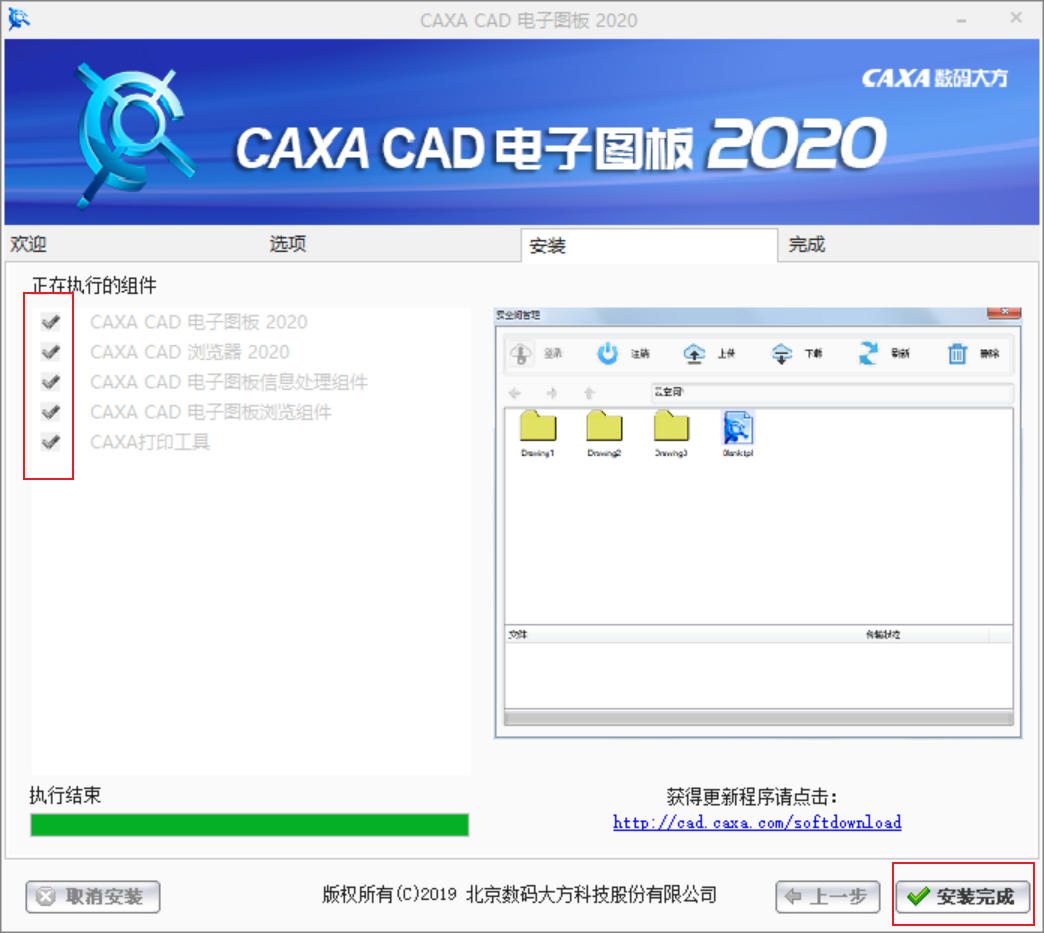 CAXA CAD 电子图板 2020
CAXA 数码大方
CAXA CAD 电子图板 2020
欢迎
选项
安装
完成
正在执行的组件
CAXA CAD 电子图板 2020
CAXA CAD 浏览器 2020
CAXA CAD 电子图板信息处理组件
CAXA CAD 电子图板浏览组件
CAXA打印工具
云空间管理
登录 注销 上传 下载 刷新 删除
云空间\
Drawing1 Drawing2 Drawing3 Blank.tpl
文件 传输状态
执行结束
获得更新程序请点击：
http://cad.caxa.com/softdownload
取消安装
版权所有(C)2019 北京数码大方科技股份有限公司
上一步
安装完成